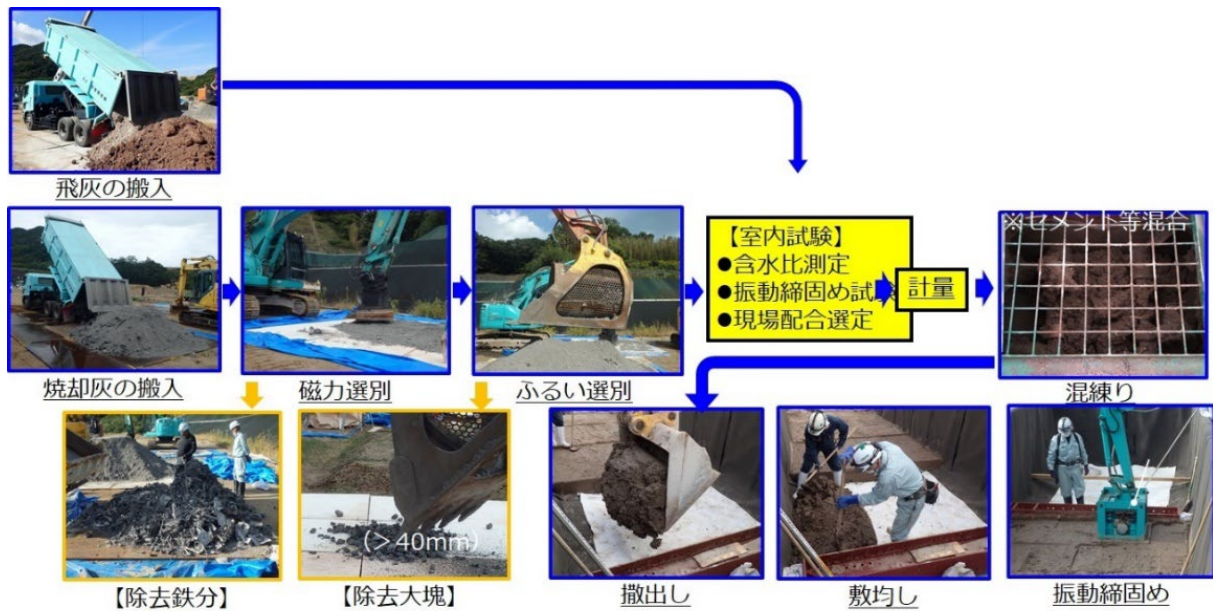 飛灰の搬入
焼却灰の搬入
磁力選別
ふるい選別
【室内試験】
●含水比測定
●振動締固め試験
●現場配合選定
計量
※セメント等混合
混練り
【除去鉄分】
(>40mm)
【除去大塊】
撒出し
敷均し
振動締固め